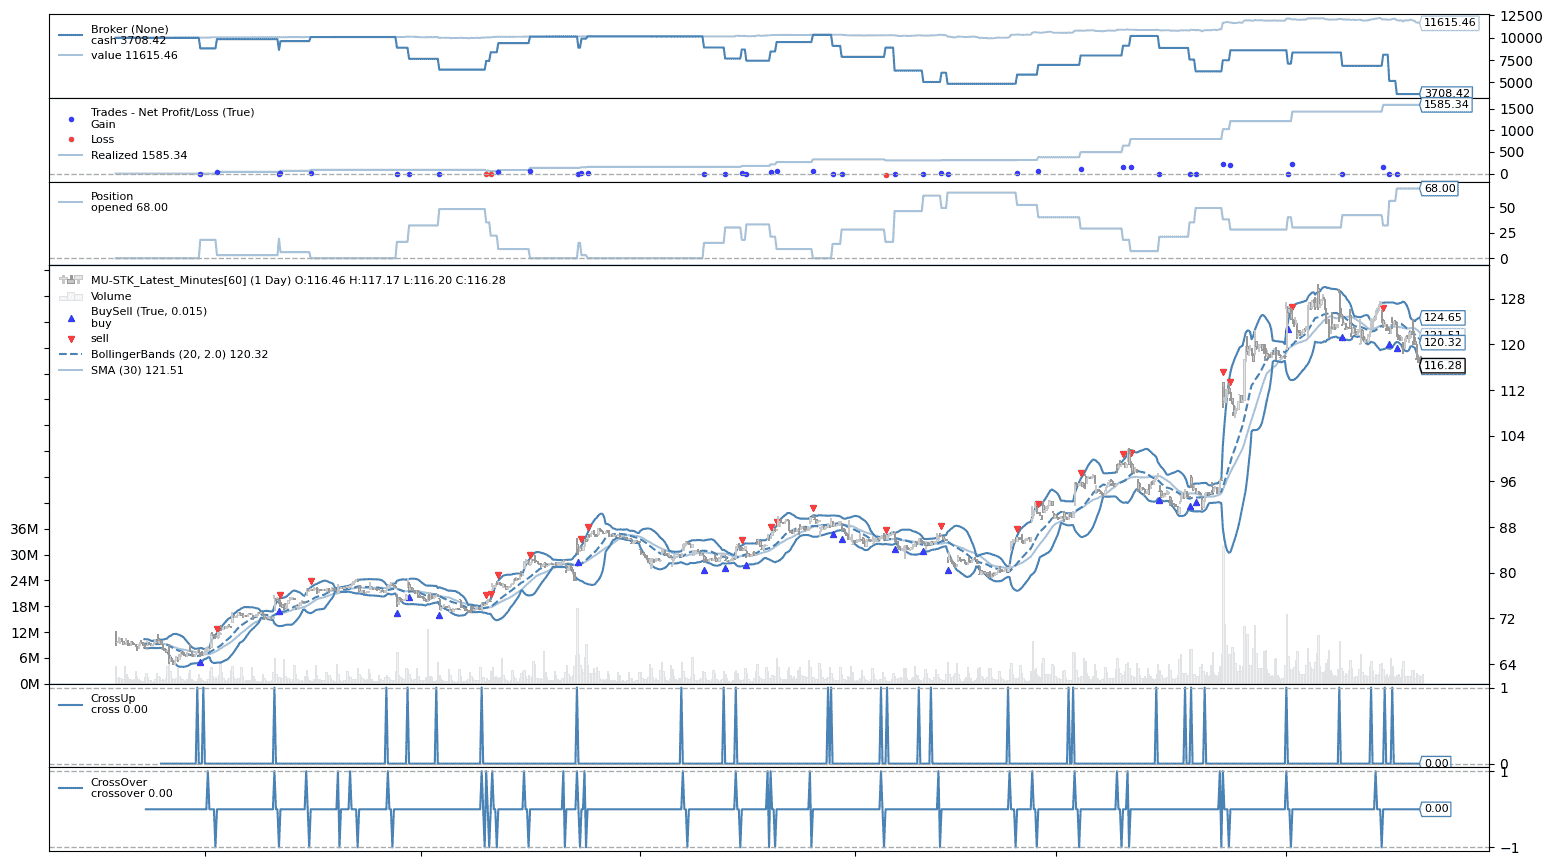 Broker (None)
cash 3708.42
value 11615.46
11615.46
3708.42
12500
10000
7500
5000
Trades - Net Profit/Loss (True)
Gain
Loss
Realized 1585.34
1585.34
1500
1000
500
0
Position
opened 68.00
68.00
50
25
0
MU-STK_Latest_Minutes[60] (1 Day) O:116.46 H:117.17 L:116.20 C:116.28
Volume
BuySell (True, 0.015)
buy
sell
BollingerBands (20, 2.0) 120.32
SMA (30) 121.51
124.65
121.51
120.32
116.28
128
120
112
104
96
88
80
72
64
36M
30M
24M
18M
12M
6M
0M
CrossUp
cross 0.00
0.00
1
0
CrossOver
crossover 0.00
0.00
1
−1